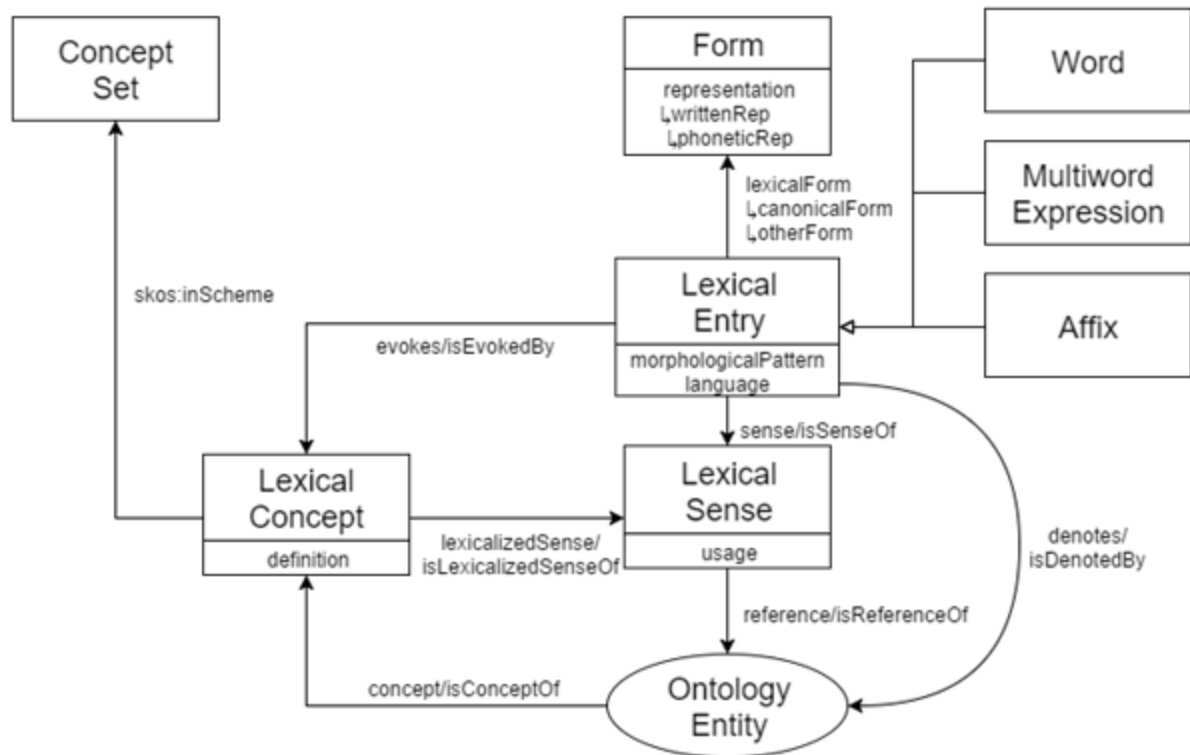 Concept
Set
Form
representation
↳writtenRep
↳phoneticRep
Word
Multiword
Expression
Affix
lexicalForm
↳canonicalForm
↳otherForm
Lexical
Entry
morphologicalPattern
language
skos:inScheme
evokes/isEvokedBy
sense/isSenseOf
Lexical
Concept
definition
lexicalizedSense/
isLexicalizedSenseOf
Lexical
Sense
usage
denotes/
isDenotedBy
reference/isReferenceOf
concept/isConceptOf
Ontology
Entity